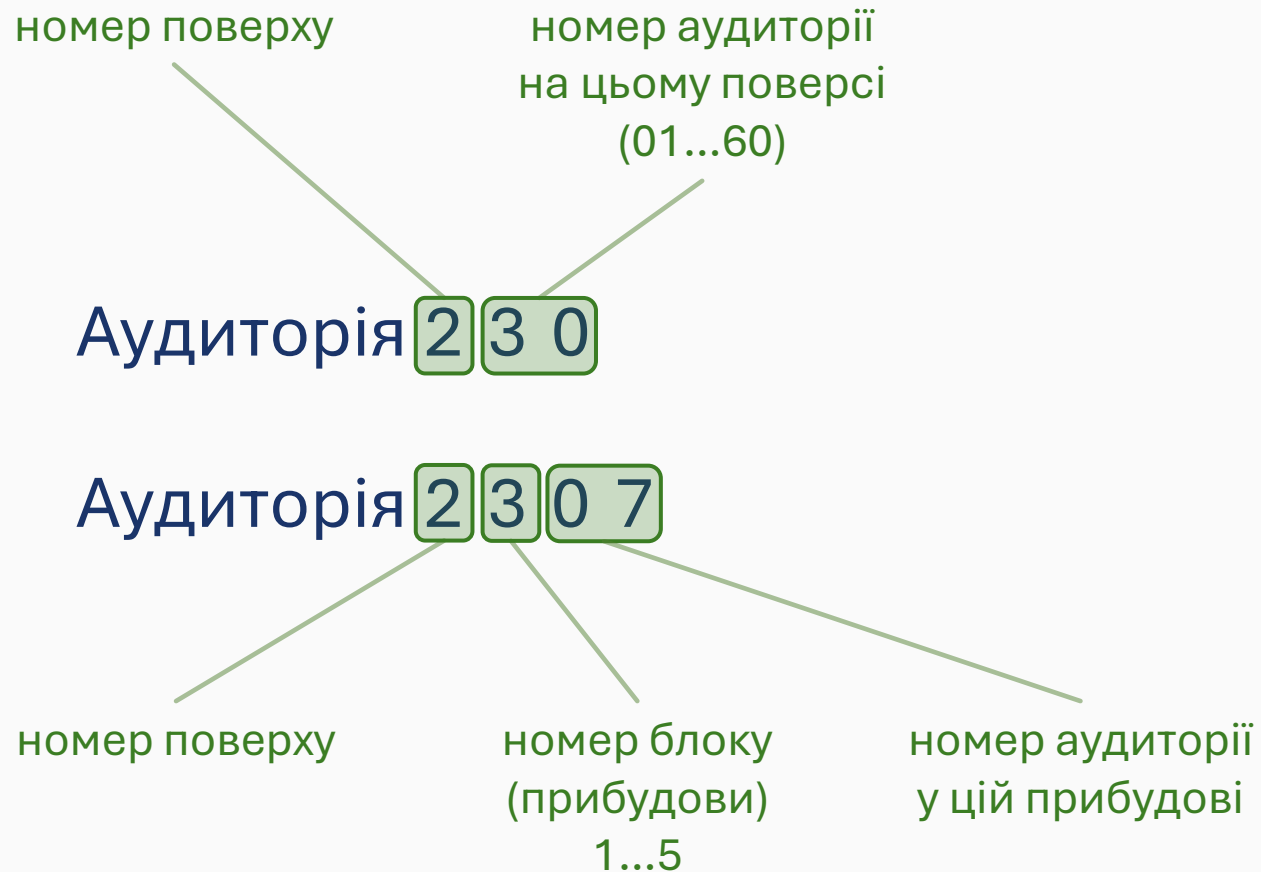 номер поверху
номер аудиторії
на цьому поверсі
(01...60)
Аудиторія 2 3 0
Аудиторія 2 3 0 7
номер поверху
номер блоку
(прибудови)
1...5
номер аудиторії
у цій прибудові